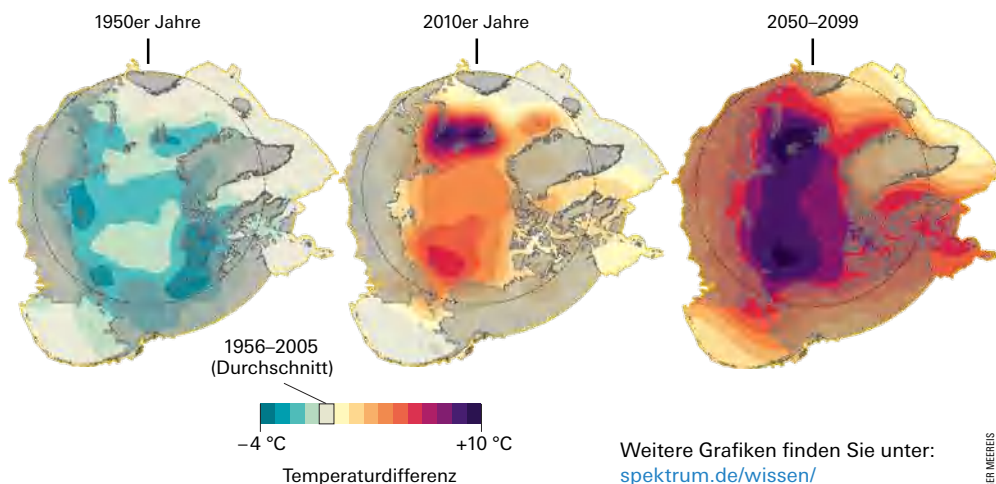 1950er Jahre
2010er Jahre
2050–2099
1956–2005
(Durchschnitt)
–4 °C
+10 °C
Temperaturdifferenz
Weitere Grafiken finden Sie unter:
spektrum.de/wissen/
ER MEEREIS